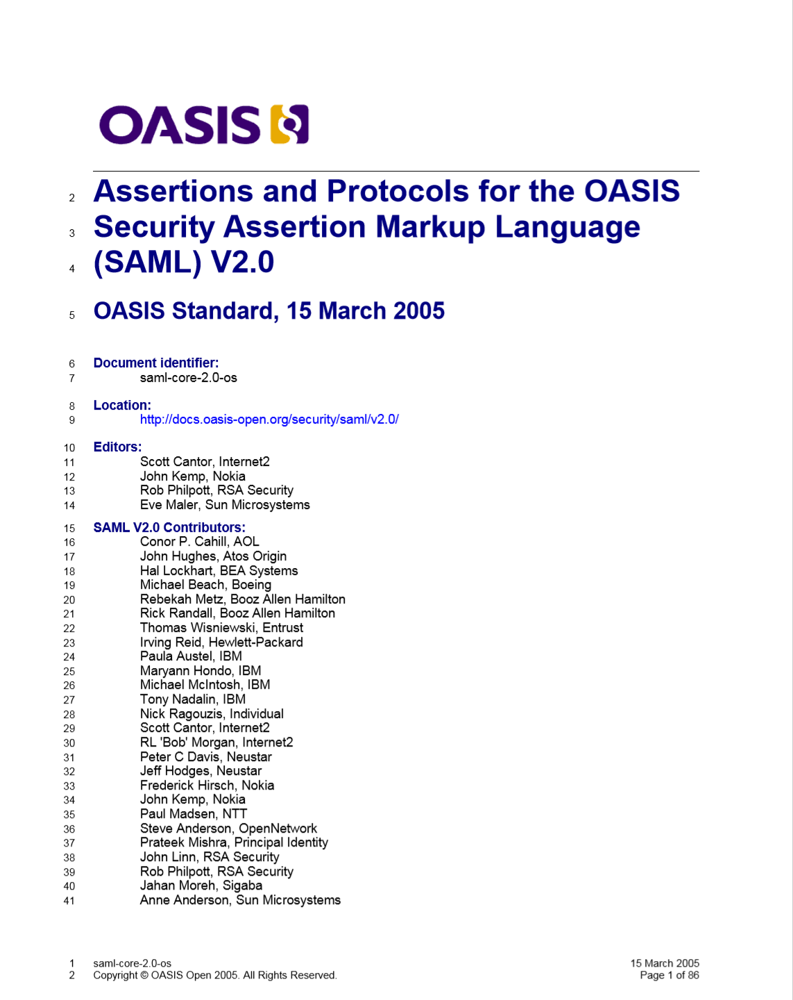 OASIS
2 Assertions and Protocols for the OASIS
3 Security Assertion Markup Language
4 (SAML) V2.0
5 OASIS Standard, 15 March 2005
6 Document identifier:
7 saml-core-2.0-os
8 Location:
9 http://docs.oasis-open.org/security/saml/v2.0/
10 Editors:
11 Scott Cantor, Internet2
12 John Kemp, Nokia
13 Rob Philpott, RSA Security
14 Eve Maler, Sun Microsystems
15 SAML V2.0 Contributors:
16 Conor P. Cahill, AOL
17 John Hughes, Atos Origin
18 Hal Lockhart, BEA Systems
19 Michael Beach, Boeing
20 Rebekah Metz, Booz Allen Hamilton
21 Rick Randall, Booz Allen Hamilton
22 Thomas Wisniewski, Entrust
23 Irving Reid, Hewlett-Packard
24 Paula Austel, IBM
25 Maryann Hondo, IBM
26 Michael McIntosh, IBM
27 Tony Nadalin, IBM
28 Nick Ragouzis, Individual
29 Scott Cantor, Internet2
30 RL 'Bob' Morgan, Internet2
31 Peter C Davis, Neustar
32 Jeff Hodges, Neustar
33 Frederick Hirsch, Nokia
34 John Kemp, Nokia
35 Paul Madsen, NTT
36 Steve Anderson, OpenNetwork
37 Prateek Mishra, Principal Identity
38 John Linn, RSA Security
39 Rob Philpott, RSA Security
40 Jahan Moreh, Sigaba
41 Anne Anderson, Sun Microsystems
1 saml-core-2.0-os 15 March 2005
2 Copyright © OASIS Open 2005. All Rights Reserved. Page 1 of 86